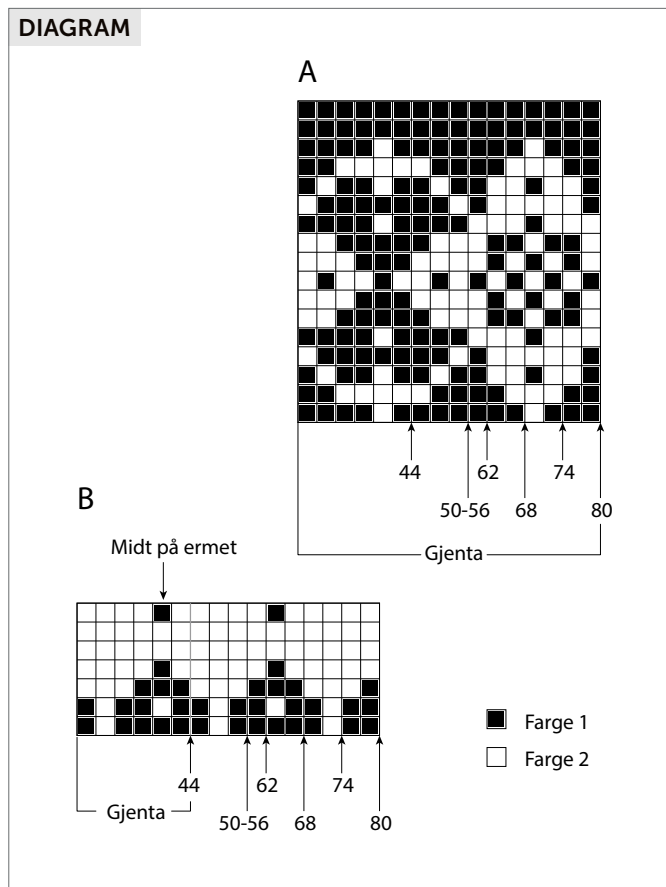 DIAGRAM
A
44
62
74
50-56
68
80
Gjenta
B
Midt på ermet
Farge 1
Farge 2
44
62
74
50-56
68
80
Gjenta